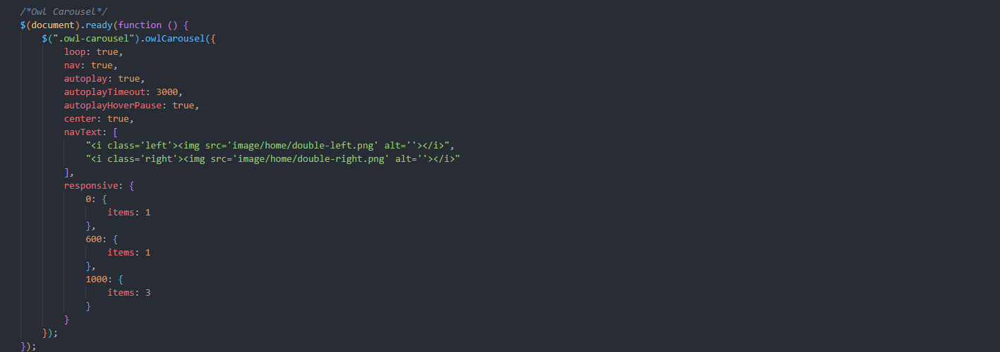 /*Owl Carousel*/
$(document).ready(function () {
    $(".owl-carousel").owlCarousel({
        loop: true,
        nav: true,
        autoplay: true,
        autoplayTimeout: 3000,
        autoplayHoverPause: true,
        center: true,
        navText: [
            "<i class='left'><img src='image/home/double-left.png' alt=''></i>",
            "<i class='right'><img src='image/home/double-right.png' alt=''></i>"
        ],
        responsive: {
            0: {
                items: 1
            },
            600: {
                items: 1
            },
            1000: {
                items: 3
            }
        }
    });
});